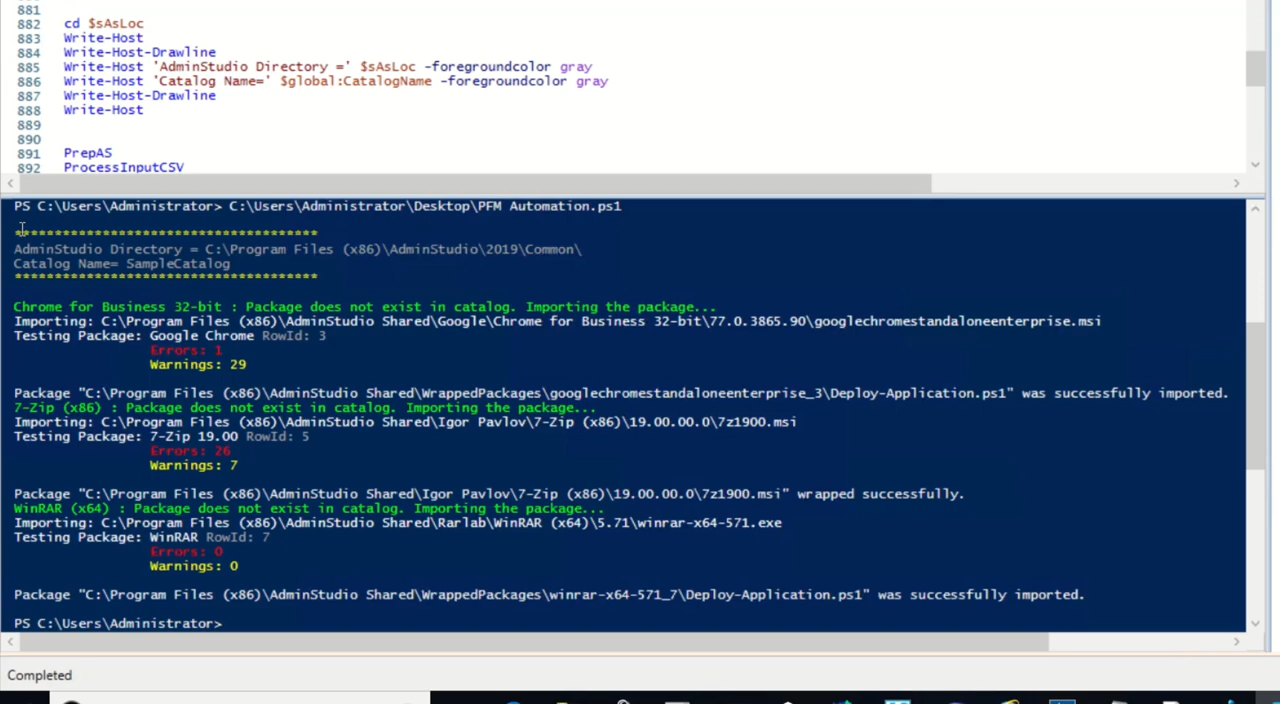 881
882 cd $sAsLoc
883 Write-Host
884 Write-Host-Drawline
885 Write-Host 'AdminStudio Directory =' $sAsLoc -foregroundcolor gray
886 Write-Host 'Catalog Name=' $global:CatalogName -foregroundcolor gray
887 Write-Host-Drawline
888 Write-Host
889
890
891 PrepAS
892 ProcessInputCSV
PS C:\Users\Administrator> C:\Users\Administrator\Desktop\PFM Automation.ps1
**************************************
AdminStudio Directory = C:\Program Files (x86)\AdminStudio\2019\Common\
Catalog Name= SampleCatalog
**************************************
Chrome for Business 32-bit : Package does not exist in catalog. Importing the package...
Importing: C:\Program Files (x86)\AdminStudio Shared\Google\Chrome for Business 32-bit\77.0.3865.90\googlechromestandaloneenterprise.msi
Testing Package: Google Chrome RowId: 3
Errors: 1
Warnings: 29
Package "C:\Program Files (x86)\AdminStudio Shared\WrappedPackages\googlechromestandaloneenterprise_3\Deploy-Application.ps1" was successfully imported.
7-Zip (x86) : Package does not exist in catalog. Importing the package...
Importing: C:\Program Files (x86)\AdminStudio Shared\Igor Pavlov\7-Zip (x86)\19.00.00.0\7z1900.msi
Testing Package: 7-Zip 19.00 RowId: 5
Errors: 26
Warnings: 7
Package "C:\Program Files (x86)\AdminStudio Shared\Igor Pavlov\7-Zip (x86)\19.00.00.0\7z1900.msi" wrapped successfully.
WinRAR (x64) : Package does not exist in catalog. Importing the package...
Importing: C:\Program Files (x86)\AdminStudio Shared\Rarlab\WinRAR (x64)\5.71\winrar-x64-571.exe
Testing Package: WinRAR RowId: 7
Errors: 0
Warnings: 0
Package "C:\Program Files (x86)\AdminStudio Shared\WrappedPackages\winrar-x64-571_7\Deploy-Application.ps1" was successfully imported.
PS C:\Users\Administrator>
Completed